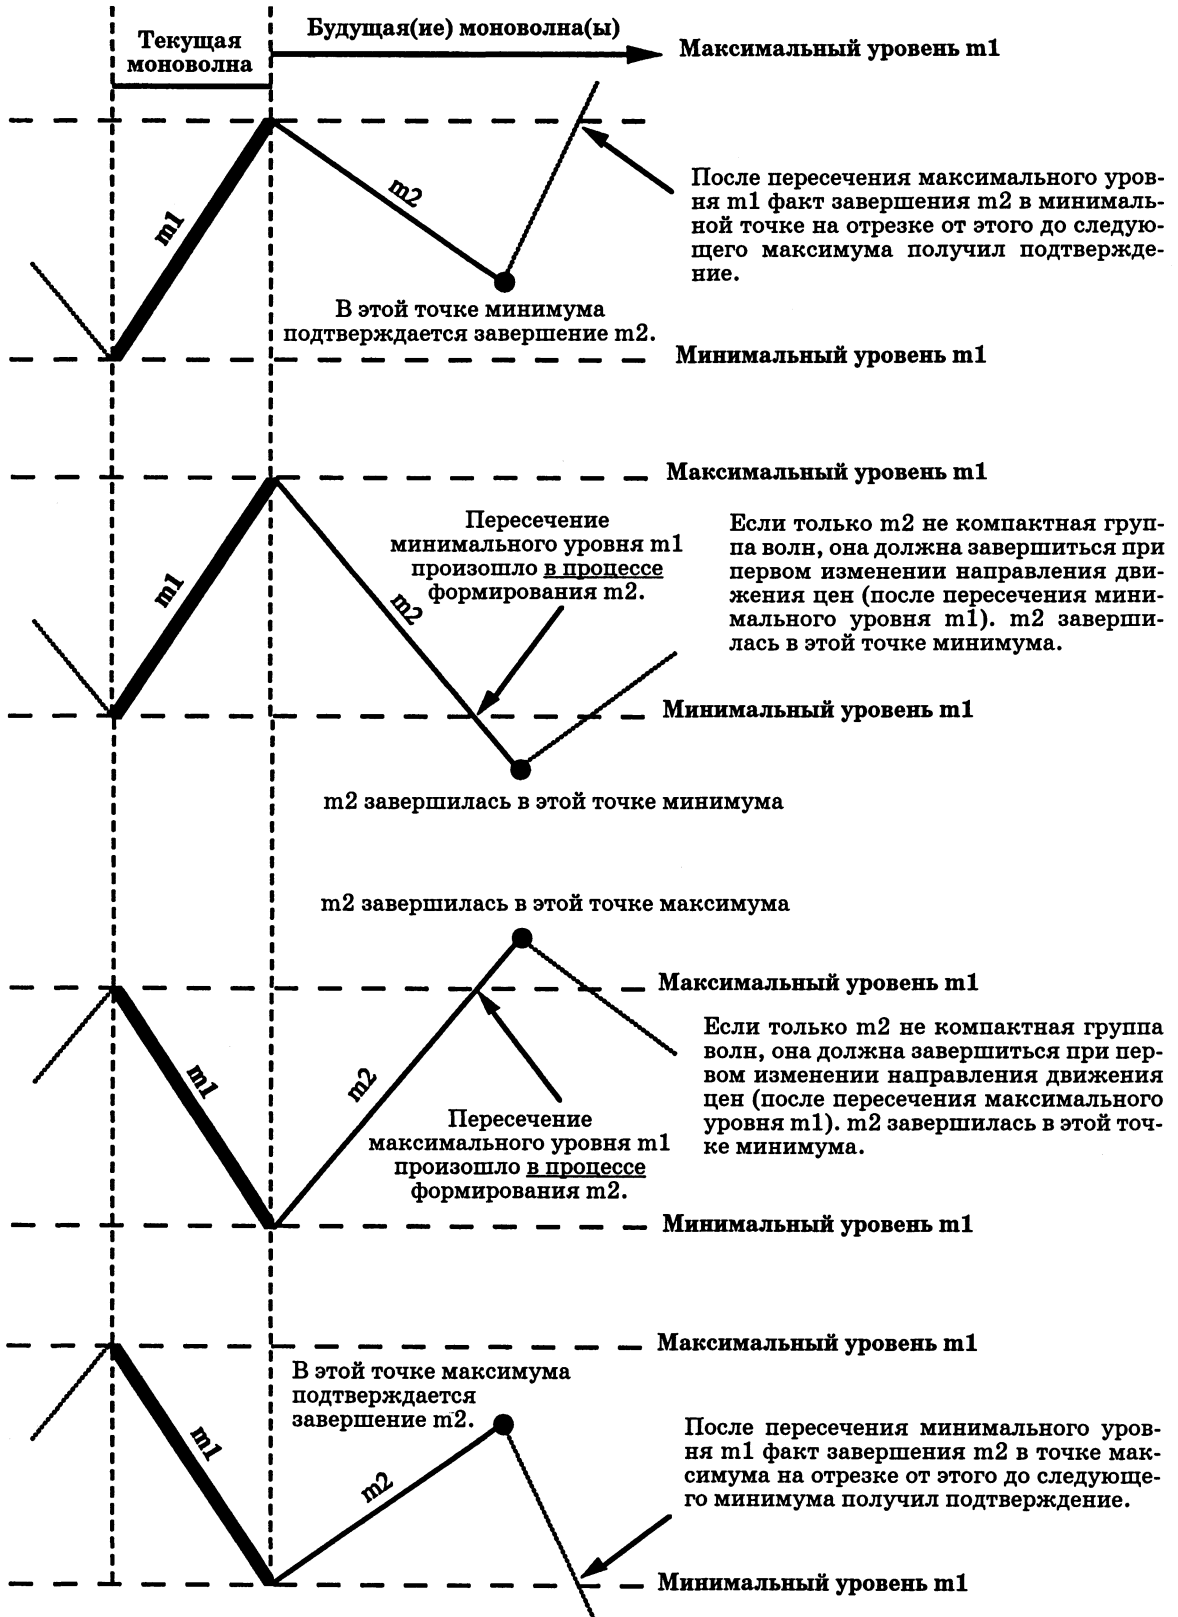 Текущая
моноволна
Будущая(ие) моноволна(ы)
Максимальный уровень m1
m1
m2
После пересечения максимального уров-
ня m1 факт завершения m2 в минималь-
ной точке на отрезке от этого до следую-
щего максимума получил подтвержде-
ние.
В этой точке минимума
подтверждается завершение m2.
Минимальный уровень m1
Максимальный уровень m1
m1
m2
Пересечение
минимального уровня m1
произошло в процессе
формирования m2.
Если только m2 не компактная груп-
па волн, она должна завершиться при
первом изменении направления дви-
жения цен (после пересечения мини-
мального уровня m1). m2 заверши-
лась в этой точке минимума.
Минимальный уровень m1
m2 завершилась в этой точке минимума
m2 завершилась в этой точке максимума
Максимальный уровень m1
m1
m2
Если только m2 не компактная группа
волн, она должна завершиться при пер-
вом изменении направления движения
цен (после пересечения максимального
уровня m1). m2 завершилась в этой точ-
ке минимума.
Пересечение
максимального уровня m1
произошло в процессе
формирования m2.
Минимальный уровень m1
Максимальный уровень m1
В этой точке максимума
подтверждается
завершение m2.
m1
m2
После пересечения минимального уров-
ня m1 факт завершения m2 в точке мак-
симума на отрезке от этого до следующе-
го минимума получил подтверждение.
Минимальный уровень m1